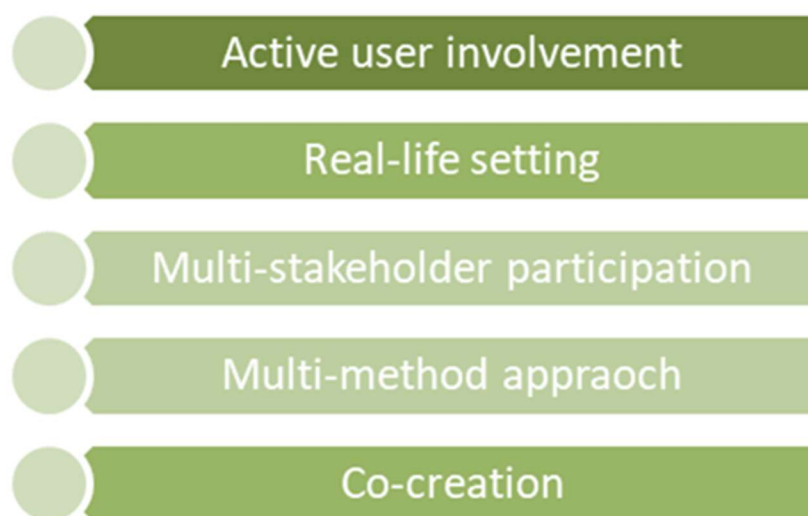 Active user involvement
Real-life setting
Multi-stakeholder participation
Multi-method appraoch
Co-creation